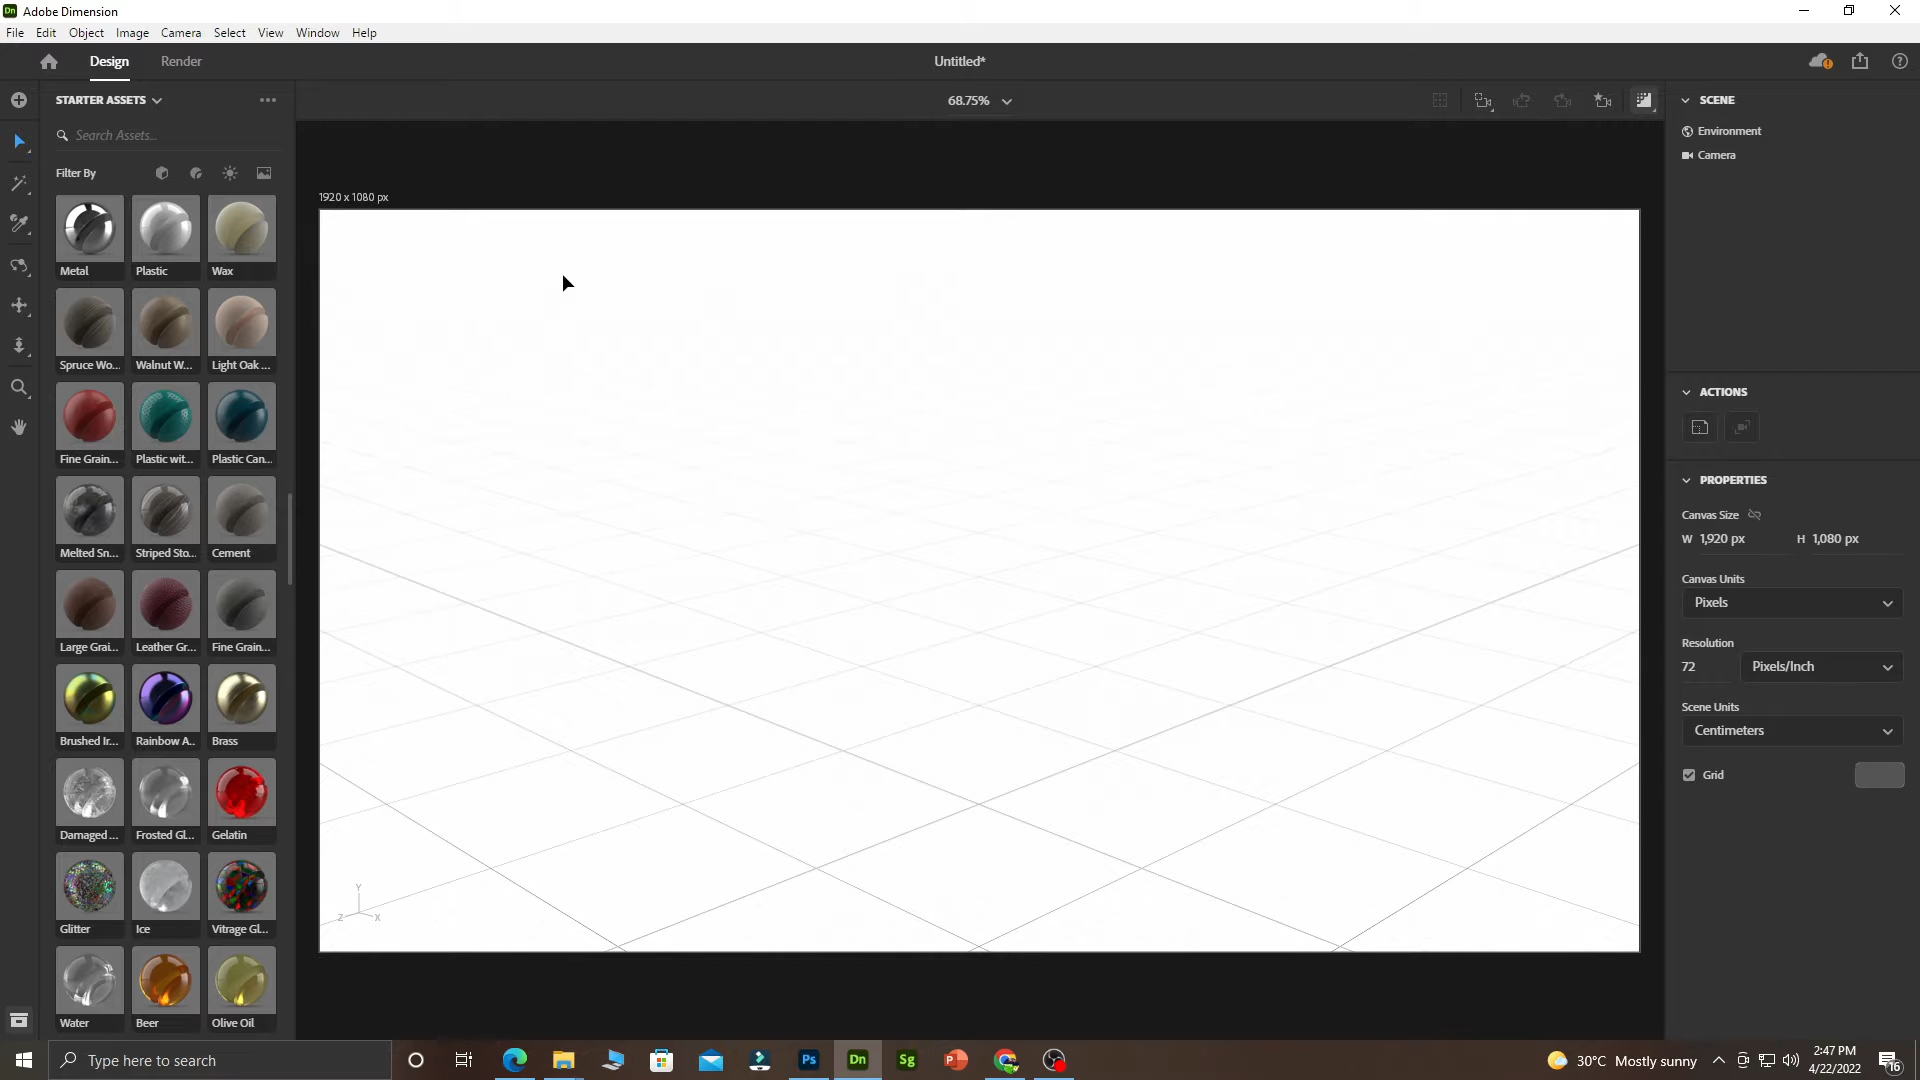 Dn Adobe Dimension
File Edit Object Image Camera Select View Window Help
Design Render Untitled*
STARTER ASSETS
68.75%
Search Assets...
Filter By
1920 x 1080 px
Metal Plastic Wax
Spruce Wo... Walnut W... Light Oak ...
Fine Grain... Plastic wit... Plastic Can...
Melted Sn... Striped Sto... Cement
Large Grai... Leather Gr... Fine Grain...
Brushed Ir... Rainbow A.. Brass
Damaged ... Frosted Gl... Gelatin
Glitter Ice Vitrage Gl...
Water Beer Olive Oil
Y
Z X
SCENE
Environment
Camera
ACTIONS
PROPERTIES
Canvas Size
W 1,920 px H 1,080 px
Canvas Units
Pixels
Resolution
72 Pixels/Inch
Scene Units
Centimeters
Grid
Type here to search
Ps Dn Sg P
30°C Mostly sunny
2:47 PM
4/22/2022
16